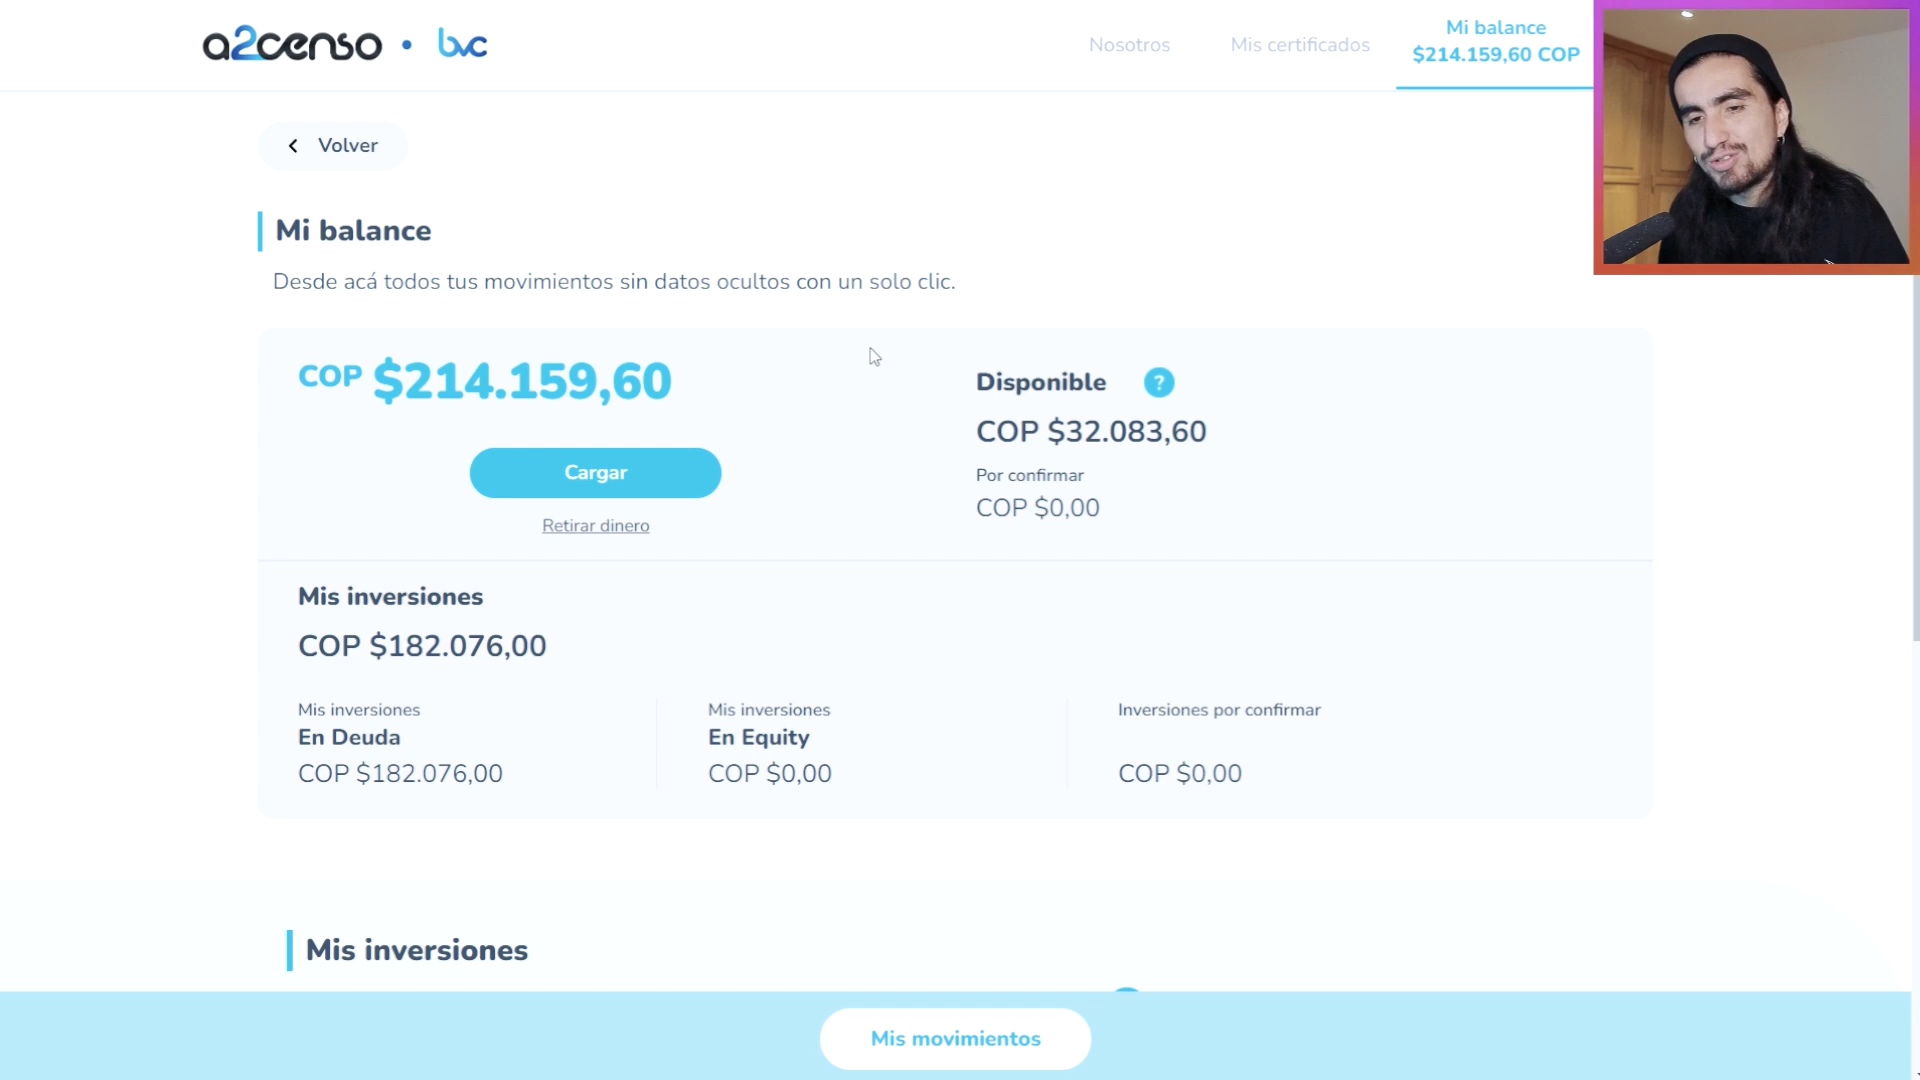 a2censo • bvc
Nosotros
Mis certificados
Mi balance
$214.159,60 COP
Volver
Mi balance
Desde acá todos tus movimientos sin datos ocultos con un solo clic.
COP $214.159,60
Cargar
Retirar dinero
Disponible ?
COP $32.083,60
Por confirmar
COP $0,00
Mis inversiones
COP $182.076,00
Mis inversiones
En Deuda
COP $182.076,00
Mis inversiones
En Equity
COP $0,00
Inversiones por confirmar
COP $0,00
Mis inversiones
Mis movimientos